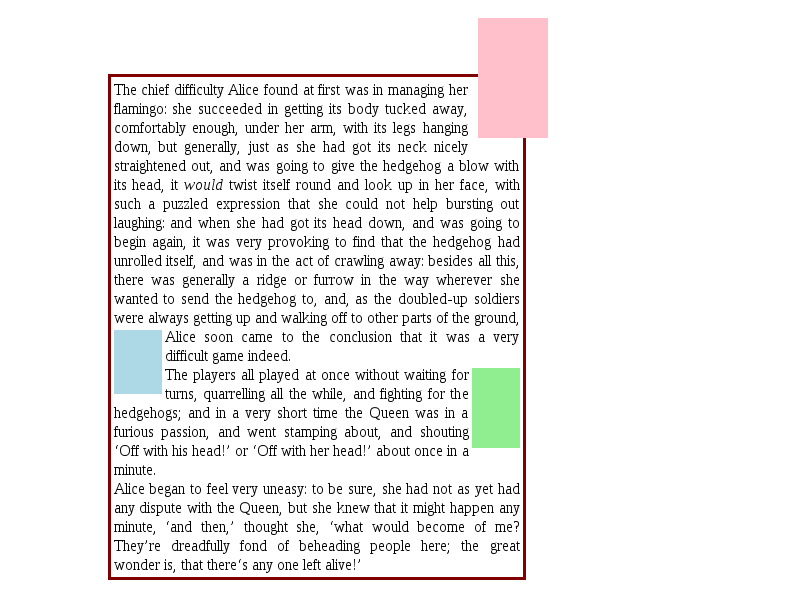 The chief difficulty Alice found at first was in managing her
flamingo: she succeeded in getting its body tucked away,
comfortably enough, under her arm, with its legs hanging
down, but generally, just as she had got its neck nicely
straightened out, and was going to give the hedgehog a blow with
its head, it would twist itself round and look up in her face, with
such a puzzled expression that she could not help bursting out
laughing: and when she had got its head down, and was going to
begin again, it was very provoking to find that the hedgehog had
unrolled itself, and was in the act of crawling away: besides all this,
there was generally a ridge or furrow in the way wherever she
wanted to send the hedgehog to, and, as the doubled-up soldiers
were always getting up and walking off to other parts of the ground,
Alice soon came to the conclusion that it was a very
difficult game indeed.
The players all played at once without waiting for
turns, quarrelling all the while, and fighting for the
hedgehogs; and in a very short time the Queen was in a
furious passion, and went stamping about, and shouting
‘Off with his head!’ or ‘Off with her head!’ about once in a
minute.
Alice began to feel very uneasy: to be sure, she had not as yet had
any dispute with the Queen, but she knew that it might happen any
minute, ‘and then,’ thought she, ‘what would become of me?
They’re dreadfully fond of beheading people here; the great
wonder is, that there‘s any one left alive!’